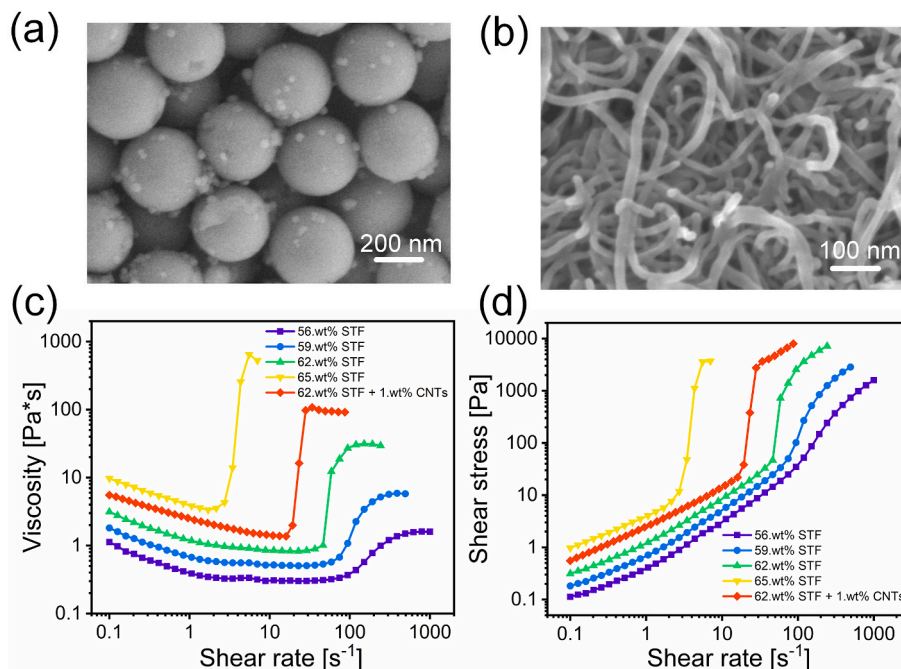 (a)
200 nm
(b)
100 nm
(c)
Viscosity [Pa*s]
1000
100
10
1
0.1
56.wt% STF
59.wt% STF
62.wt% STF
65.wt% STF
62.wt% STF + 1.wt% CNTs
0.1 1 10 100 1000
Shear rate [s⁻¹]
(d)
Shear stress [Pa]
10000
1000
100
10
1
0.1
56.wt% STF
59.wt% STF
62.wt% STF
65.wt% STF
62.wt% STF + 1.wt% CNTs
0.1 1 10 100 1000
Shear rate [s⁻¹]